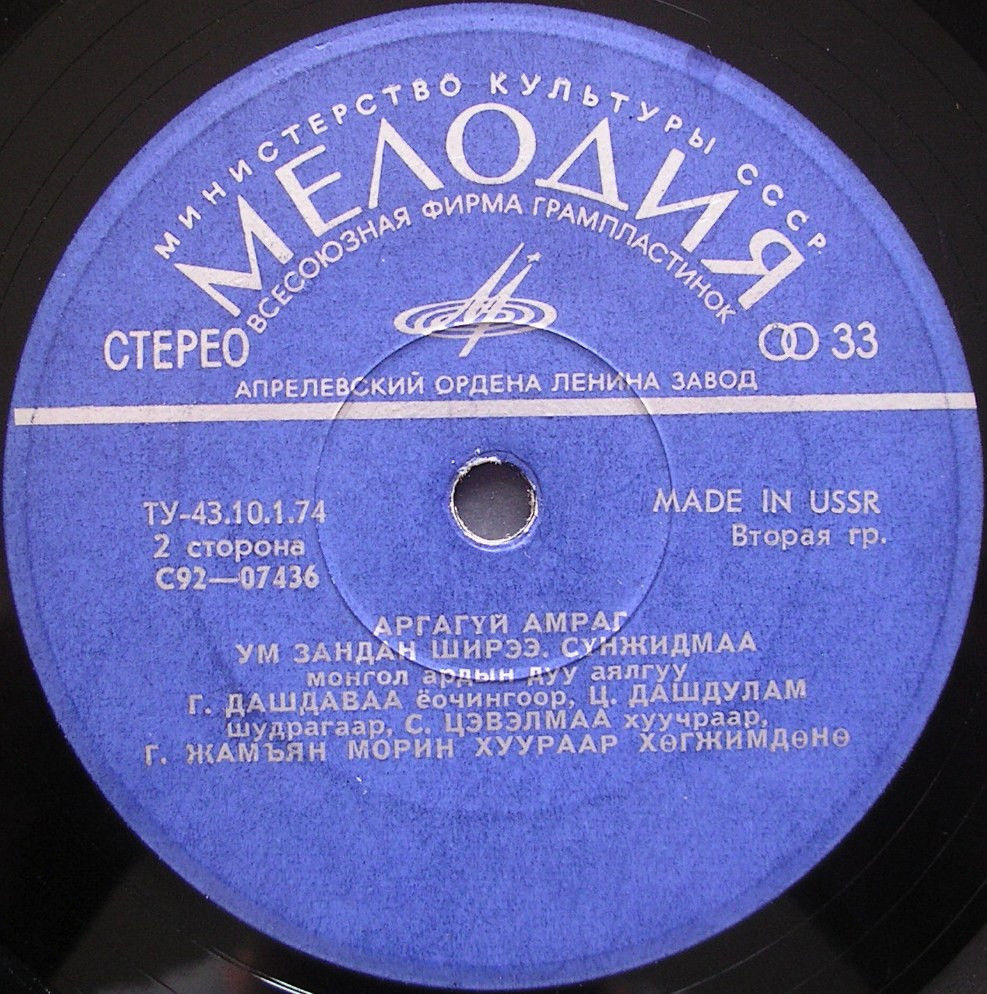 МИНИСТЕРСТВО КУЛЬТУРЫ СССР
МЕЛОДИЯ
ВСЕСОЮЗНАЯ ФИРМА ГРАМПЛАСТИНОК
СТЕРЕО
33
АПРЕЛЕВСКИЙ ОРДЕНА ЛЕНИНА ЗАВОД
ТУ-43.10.1.74
2 сторона
С92—07436
MADE IN USSR
Вторая гр.
АРГАГҮЙ АМРАГ
УМ ЗАНДАН ШИРЭЭ. СҮНЖИДМАА
монгол ардын дуу аялгуу
Г. ДАШДАВАА ёочингоор, Ц. ДАШДУЛАМ
шудрагаар, С. ЦЭВЭЛМАА хуучраар,
Г. ЖАМЪЯН МОРИН ХУУРААР ХӨГЖИМДӨНӨ